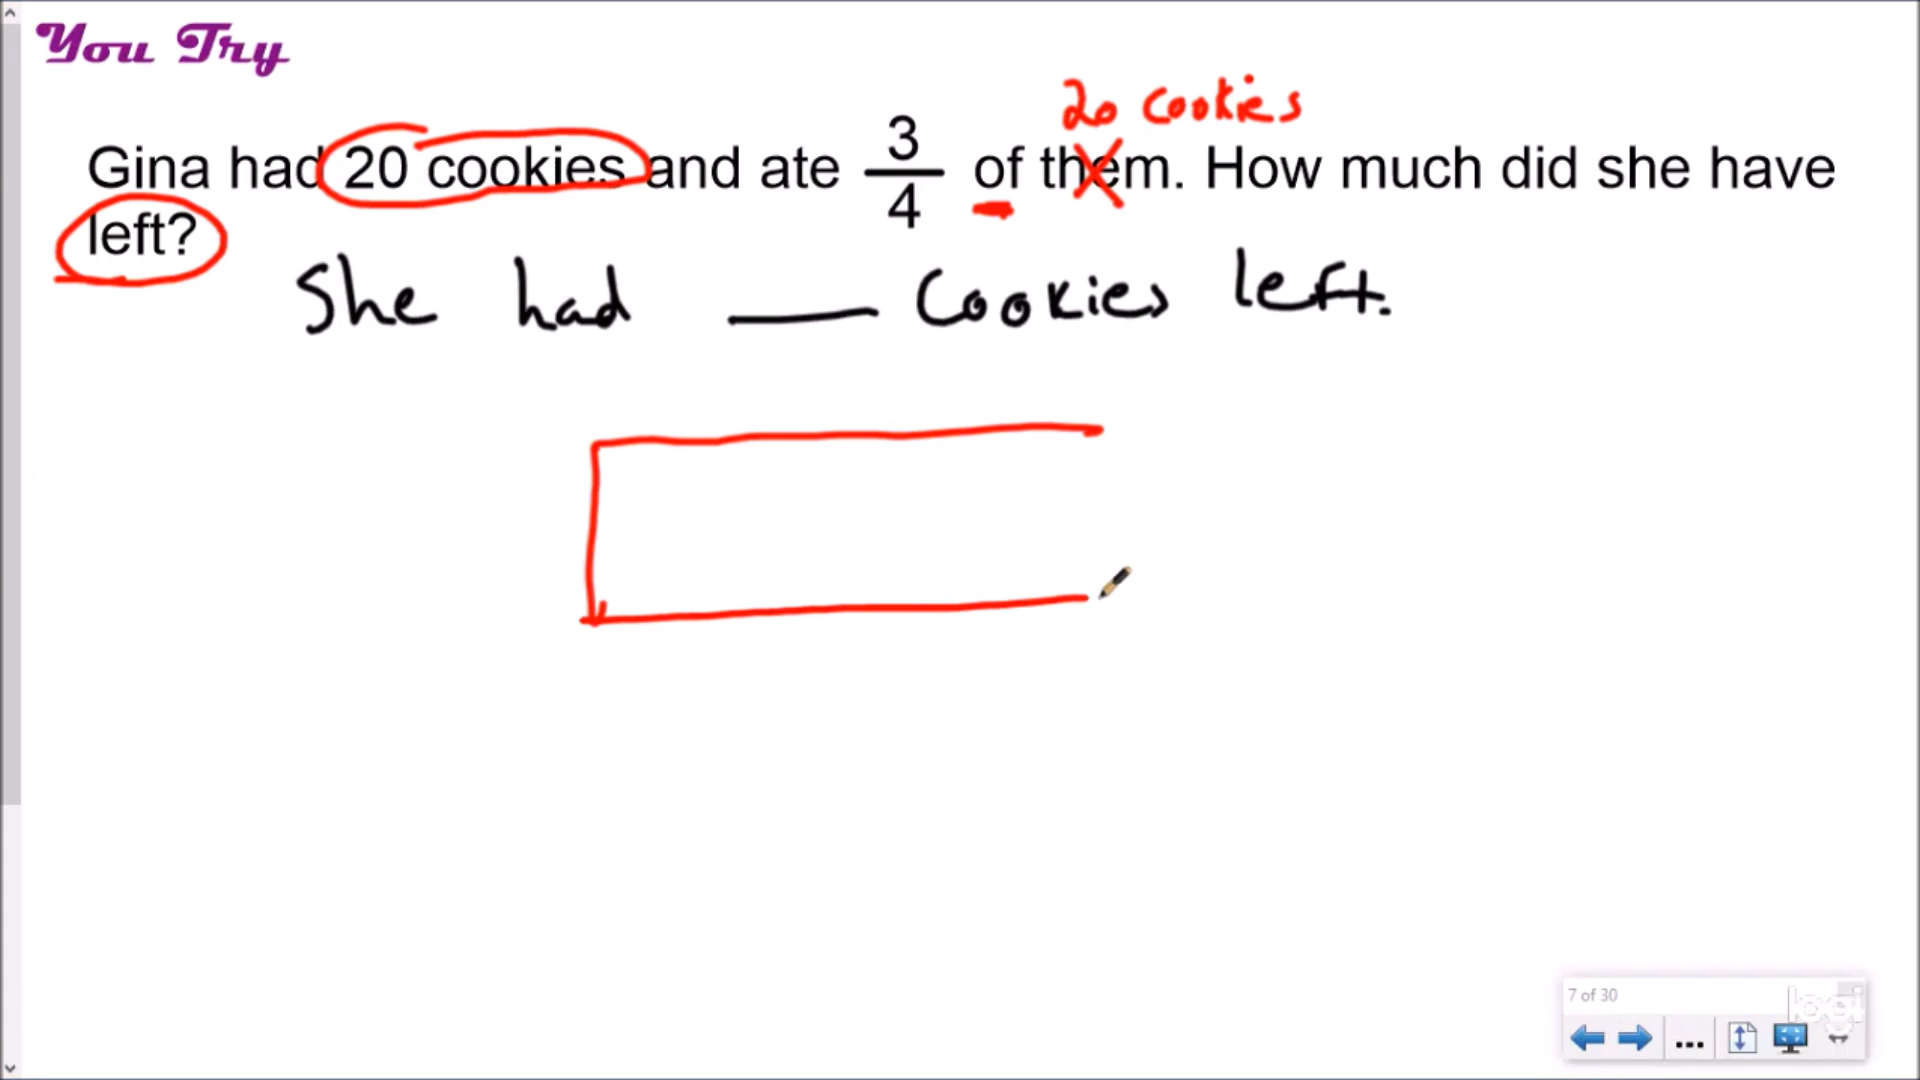 You Try
20 cookies
Gina had 20 cookies and ate 3/4 of them. How much did she have
left?
She had ___ cookies left.
7 of 30
logi